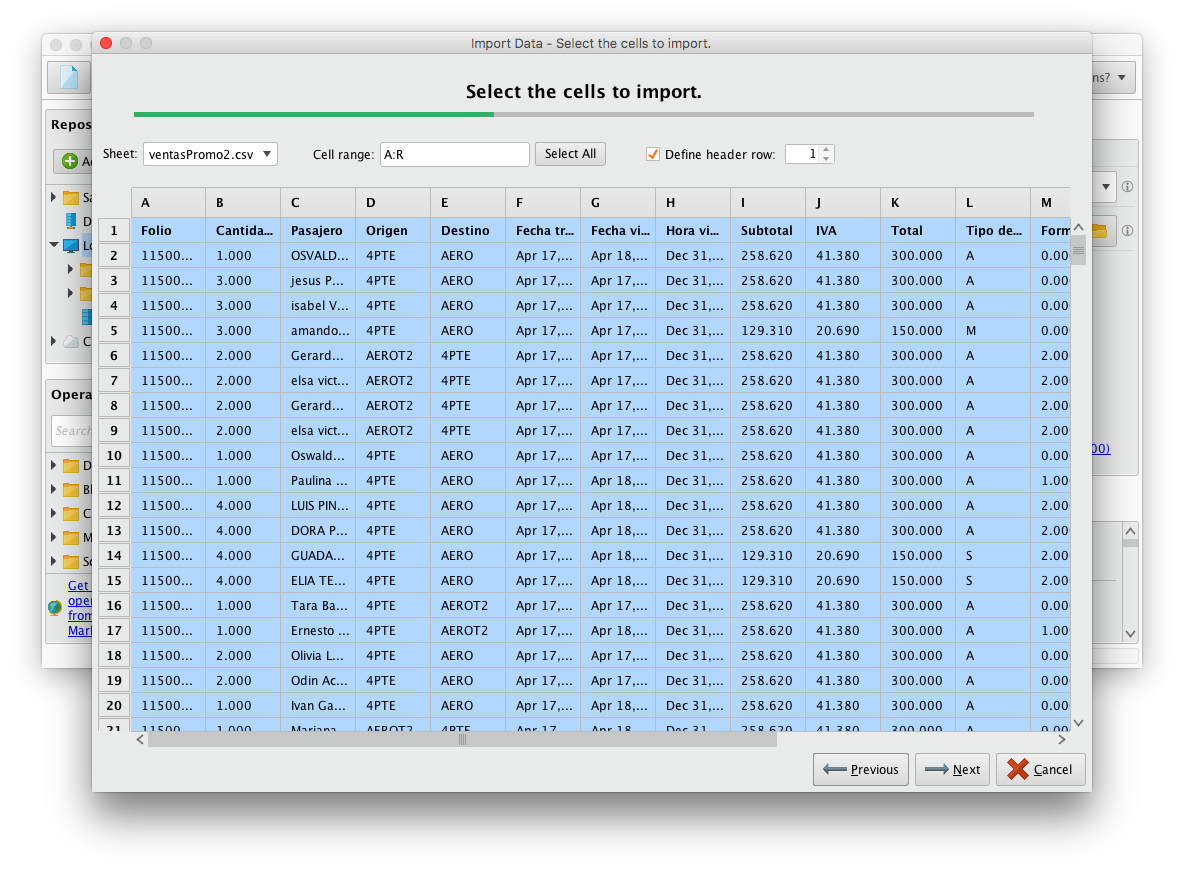 Import Data - Select the cells to import.
ns?
Select the cells to import.
Repos
Sheet: ventasPromo2.csv Cell range: A:R Select All Define header row: 1
A B C D E F G H I J K L M
1 Folio Cantida... Pasajero Origen Destino Fecha tr... Fecha vi... Hora vi... Subtotal IVA Total Tipo de... Form
2 11500... 1.000 OSVALD... 4PTE AERO Apr 17,... Apr 18,... Dec 31,... 258.620 41.380 300.000 A 0.00
3 11500... 3.000 jesus P... 4PTE AERO Apr 17,... Apr 17,... Dec 31,... 258.620 41.380 300.000 A 0.00
4 11500... 3.000 isabel V... 4PTE AERO Apr 17,... Apr 17,... Dec 31,... 258.620 41.380 300.000 A 0.00
5 11500... 3.000 amando... 4PTE AERO Apr 17,... Apr 17,... Dec 31,... 129.310 20.690 150.000 M 0.00
6 11500... 2.000 Gerard... AEROT2 4PTE Apr 17,... Apr 17,... Dec 31,... 258.620 41.380 300.000 A 2.00
7 11500... 2.000 elsa vict... AEROT2 4PTE Apr 17,... Apr 17,... Dec 31,... 258.620 41.380 300.000 A 2.00
8 11500... 2.000 Gerard... AEROT2 4PTE Apr 17,... Apr 17,... Dec 31,... 258.620 41.380 300.000 A 2.00
9 11500... 2.000 elsa vict... AEROT2 4PTE Apr 17,... Apr 17,... Dec 31,... 258.620 41.380 300.000 A 2.00
10 11500... 1.000 Oswald... 4PTE AERO Apr 17,... Apr 17,... Dec 31,... 258.620 41.380 300.000 A 0.00
11 11500... 1.000 Paulina ... 4PTE AERO Apr 17,... Apr 18,... Dec 31,... 258.620 41.380 300.000 A 1.00
12 11500... 4.000 LUIS PIN... 4PTE AERO Apr 17,... Apr 18,... Dec 31,... 258.620 41.380 300.000 A 2.00
13 11500... 4.000 DORA P... 4PTE AERO Apr 17,... Apr 18,... Dec 31,... 258.620 41.380 300.000 A 2.00
14 11500... 4.000 GUADA... 4PTE AERO Apr 17,... Apr 18,... Dec 31,... 129.310 20.690 150.000 S 2.00
15 11500... 4.000 ELIA TE... 4PTE AERO Apr 17,... Apr 18,... Dec 31,... 129.310 20.690 150.000 S 2.00
16 11500... 1.000 Tara Ba... 4PTE AEROT2 Apr 17,... Apr 17,... Dec 31,... 258.620 41.380 300.000 A 0.00
17 11500... 1.000 Ernesto ... 4PTE AEROT2 Apr 17,... Apr 18,... Dec 31,... 258.620 41.380 300.000 A 1.00
18 11500... 2.000 Olivia L... 4PTE AERO Apr 17,... Apr 17,... Dec 31,... 258.620 41.380 300.000 A 0.00
19 11500... 2.000 Odin Ac... 4PTE AERO Apr 17,... Apr 17,... Dec 31,... 258.620 41.380 300.000 A 0.00
20 11500... 1.000 Ivan Ga... 4PTE AERO Apr 17,... Apr 17,... Dec 31,... 258.620 41.380 300.000 A 0.00
21 11500... 1.000 Mariana... AEROT2 4PTE Apr 17,... Apr 17,... Dec 31,... 258.620 41.380 300.000 A 0.00
Opera
Search
Get
oper
from
Mark
00)
Previous Next Cancel